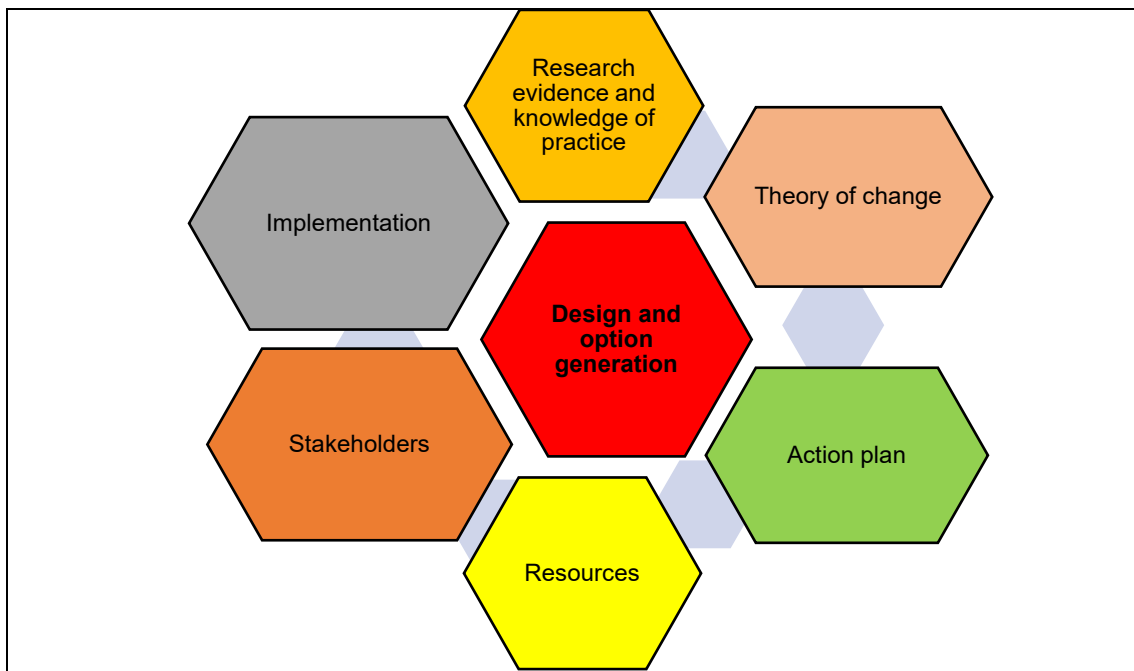 Research
evidence and
knowledge of
practice
Theory of change
Implementation
Design and
option
generation
Stakeholders
Action plan
Resources